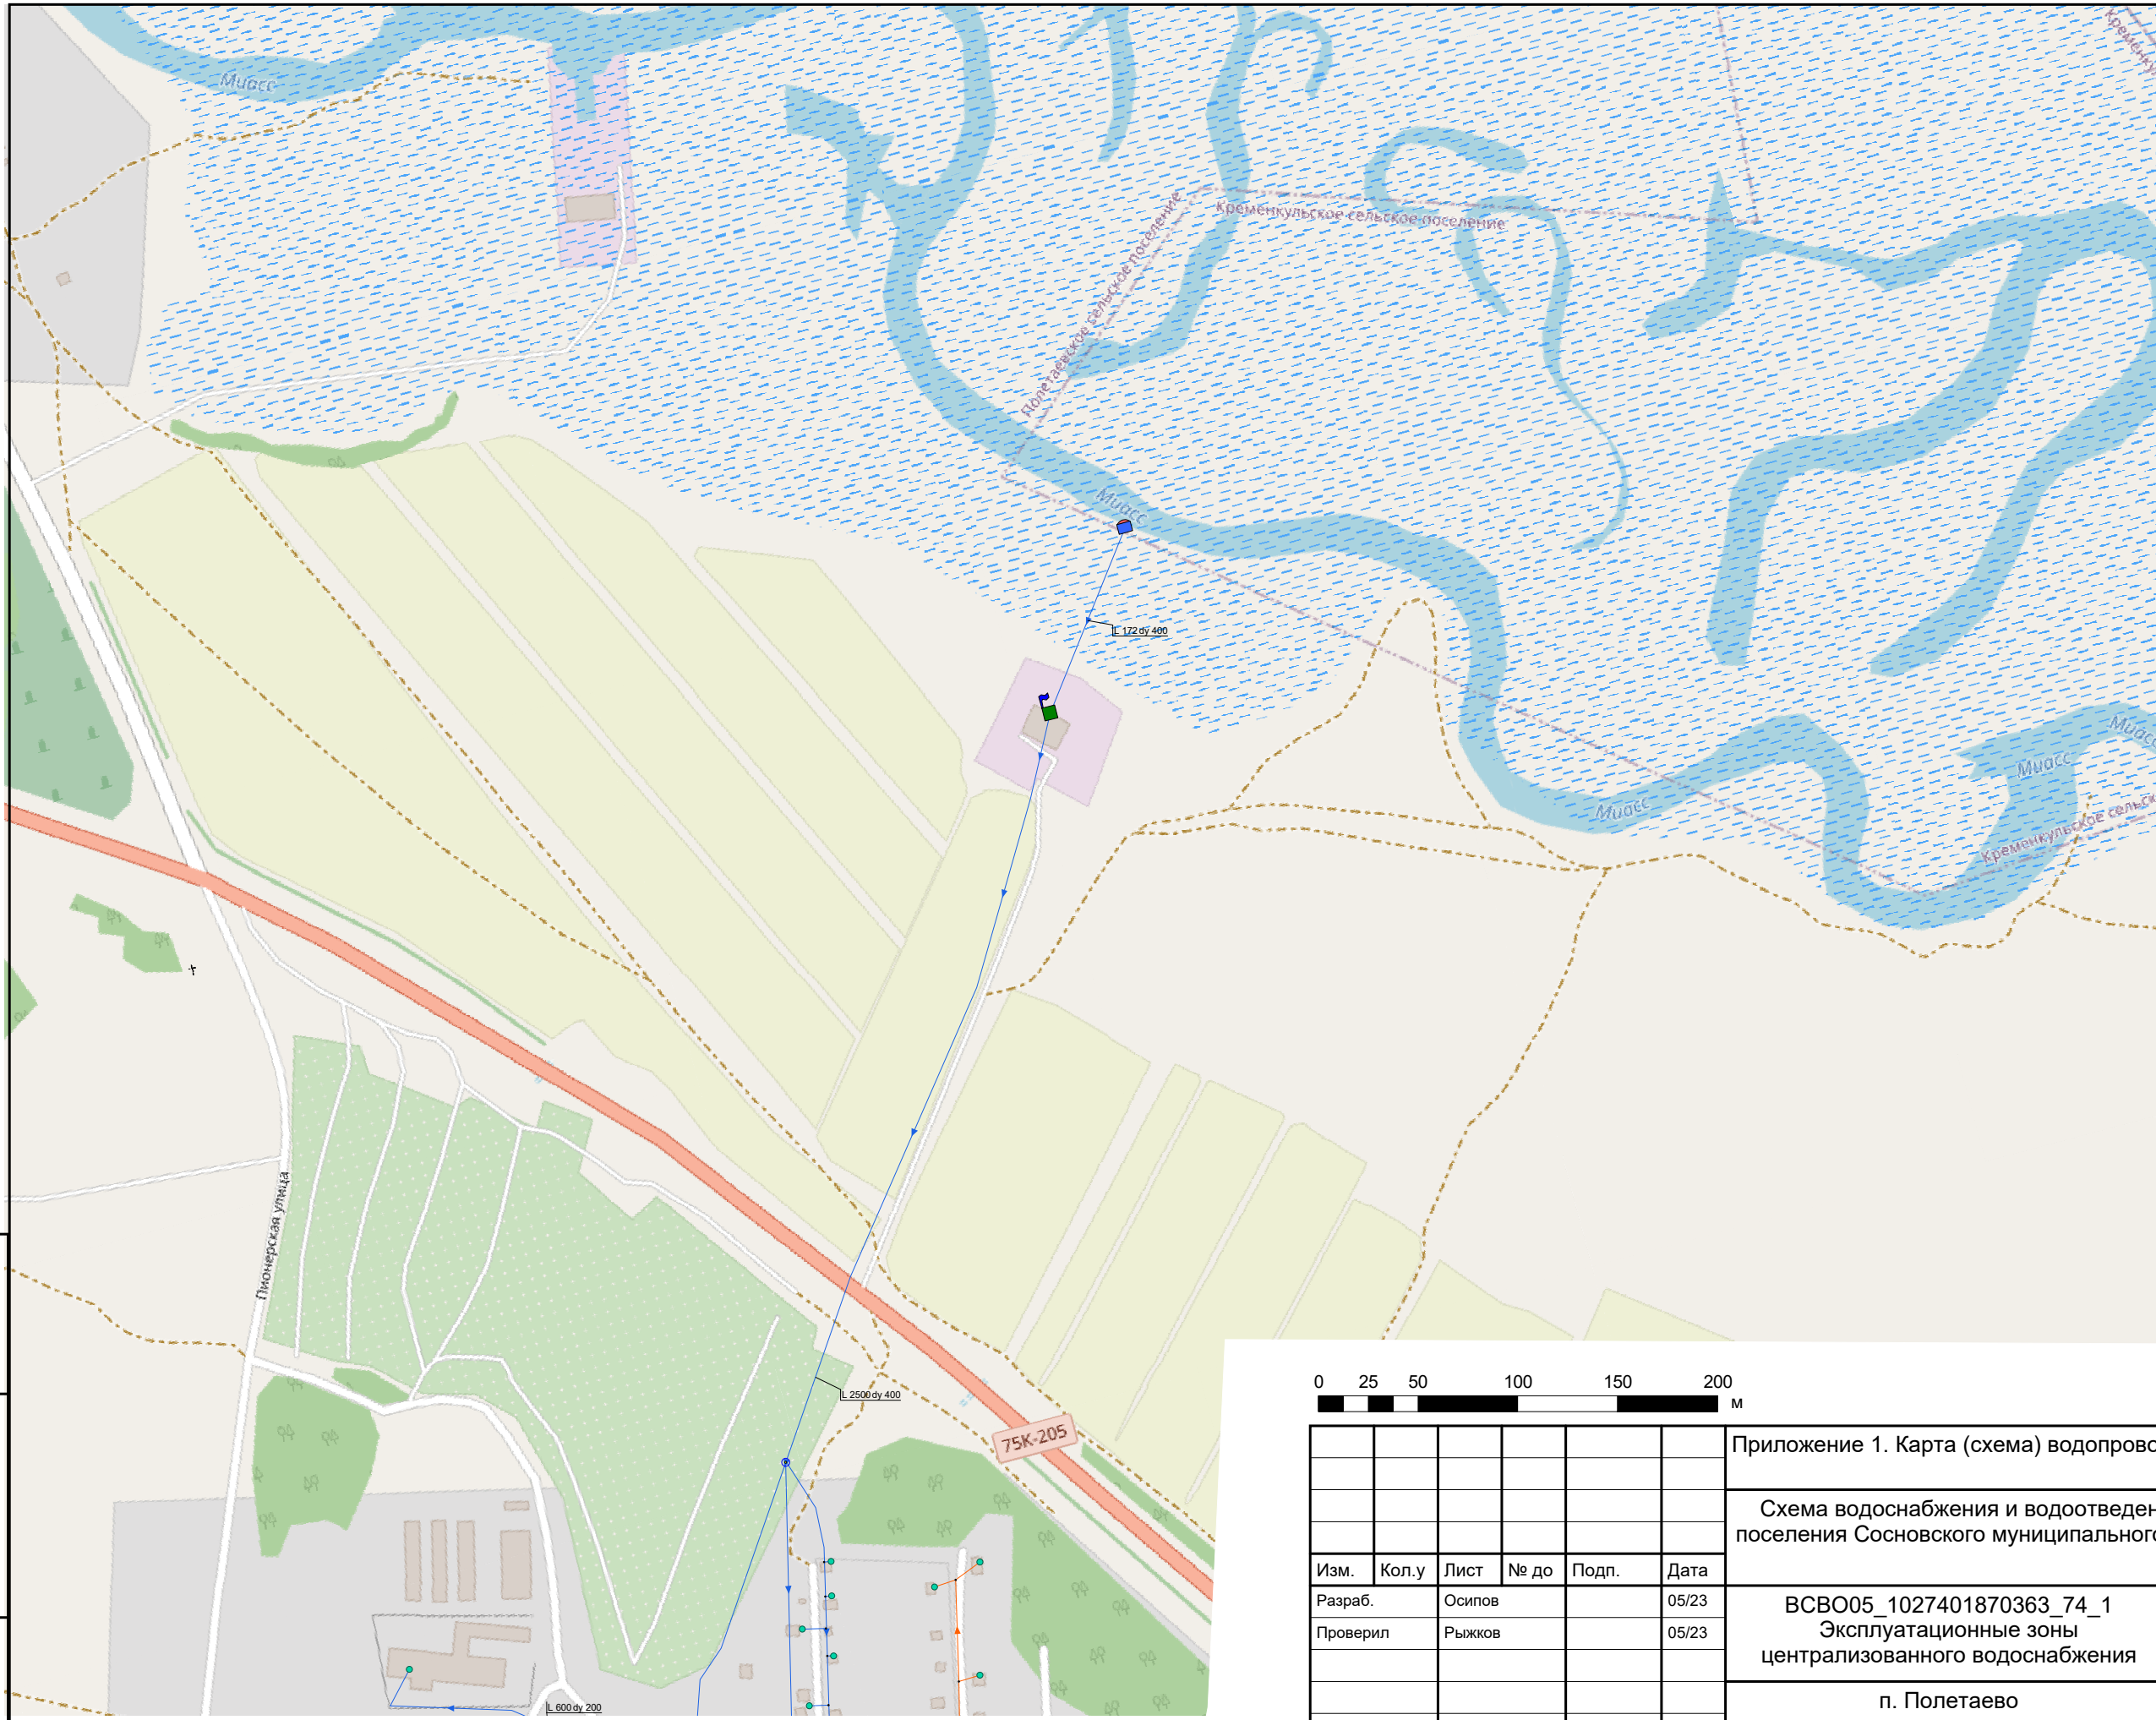 Миасс
Кременкульское сельское поселение
Полетаевское сельское поселение
Миасс
L 172 dy 400
Миасс
Миасс
Миасс
Кременкульское сельск
Пионерская улица
L 2500 dy 400
75К-205
L 600 dy 200
0 25 50 100 150 200
м
Приложение 1. Карта (схема) водопрово
Схема водоснабжения и водоотведен
поселения Сосновского муниципального
Изм. Кол.у Лист № до Подп. Дата
Разраб. Осипов 05/23
Проверил Рыжков 05/23
ВСВО05_1027401870363_74_1
Эксплуатационные зоны
централизованного водоснабжения
п. Полетаево